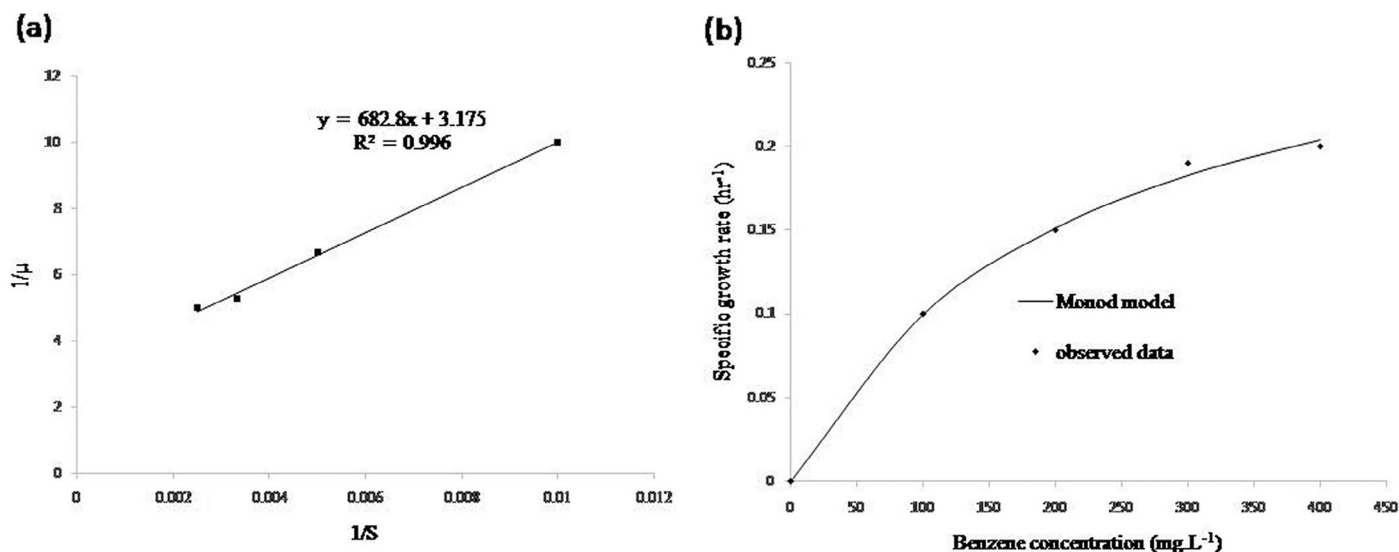 (a)
12
10
8
6
4
2
0
1/μ
y = 682.8x + 3.175
R² = 0.996
0 0.002 0.004 0.006 0.008 0.01 0.012
1/S
(b)
0.25
0.2
0.15
0.1
0.05
0
Specific growth rate (hr⁻¹)
Monod model
observed data
0 50 100 150 200 250 300 350 400 450
Benzene concentration (mg L⁻¹)